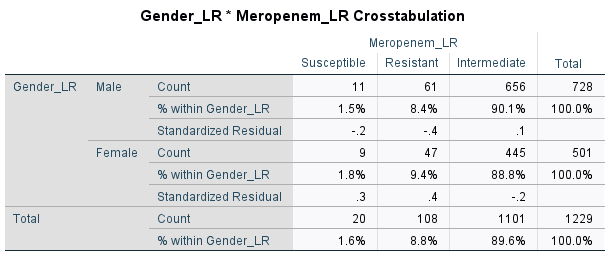 Gender_LR * Meropenem_LR Crosstabulation
Meropenem_LR
Susceptible Resistant Intermediate Total
Gender_LR Male Count 11 61 656 728
% within Gender_LR 1.5% 8.4% 90.1% 100.0%
Standardized Residual -.2 -.4 .1
Female Count 9 47 445 501
% within Gender_LR 1.8% 9.4% 88.8% 100.0%
Standardized Residual .3 .4 -.2
Total Count 20 108 1101 1229
% within Gender_LR 1.6% 8.8% 89.6% 100.0%